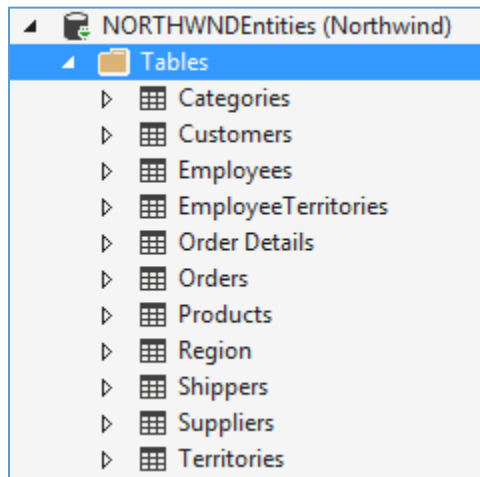 NORTHWNDEntities (Northwind)
Tables
Categories
Customers
Employees
EmployeeTerritories
Order Details
Orders
Products
Region
Shippers
Suppliers
Territories